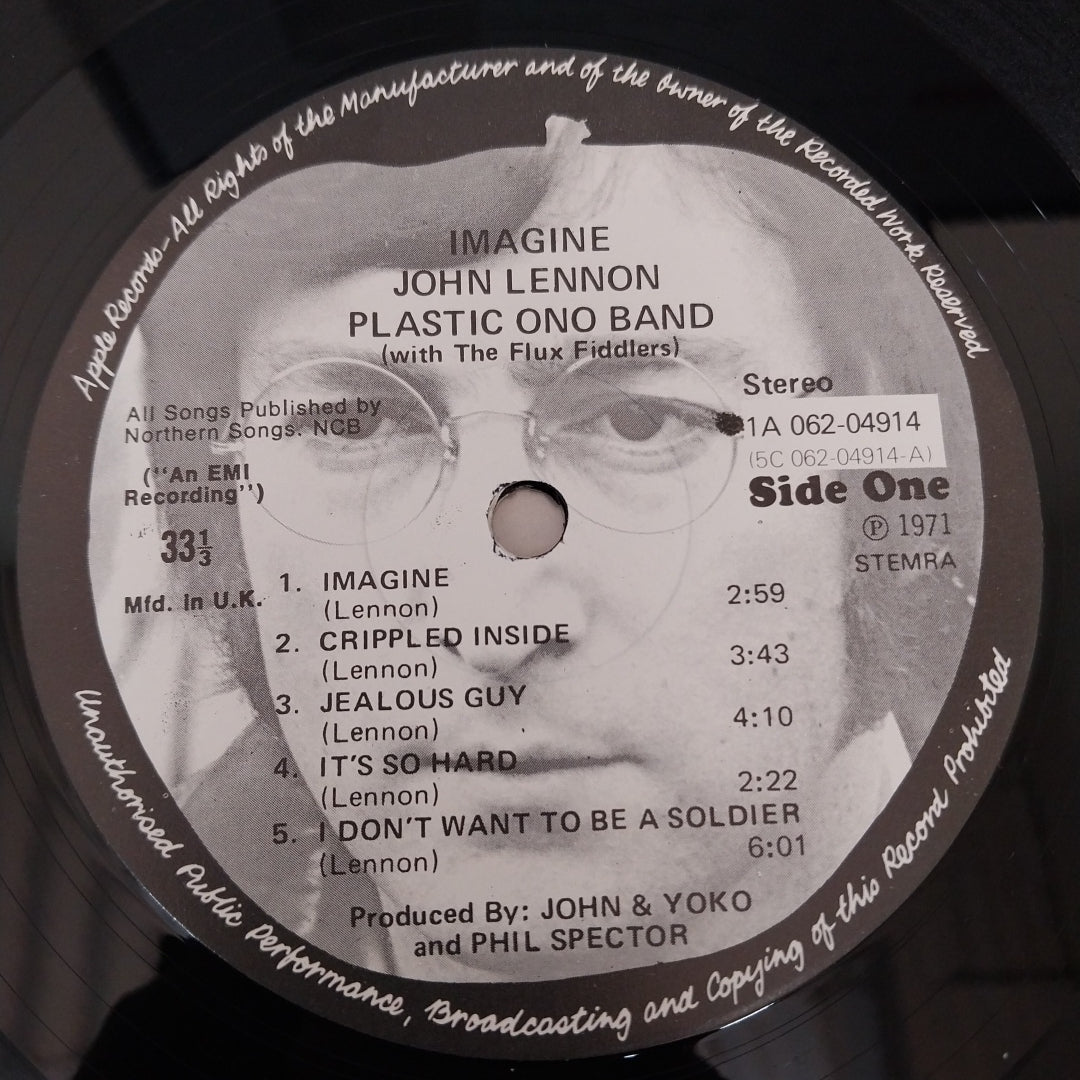 Apple Records - All Rights of the Manufacturer and of the Owner of the Recorded Work Reserved
IMAGINE
JOHN LENNON
PLASTIC ONO BAND
(with The Flux Fiddlers)
Stereo
1A 062-04914
(5C 062-04914-A)
Side One
Ⓟ 1971
STEMRA
All Songs Published by
Northern Songs. NCB
("An EMI
Recording")
33⅓
Mfd. in U.K.
1. IMAGINE
(Lennon) 2:59
2. CRIPPLED INSIDE
(Lennon) 3:43
3. JEALOUS GUY
(Lennon) 4:10
4. IT'S SO HARD
(Lennon) 2:22
5. I DON'T WANT TO BE A SOLDIER
(Lennon) 6:01
Produced By: JOHN & YOKO
and PHIL SPECTOR
Unauthorised Public Performance, Broadcasting and Copying of this Record Prohibited